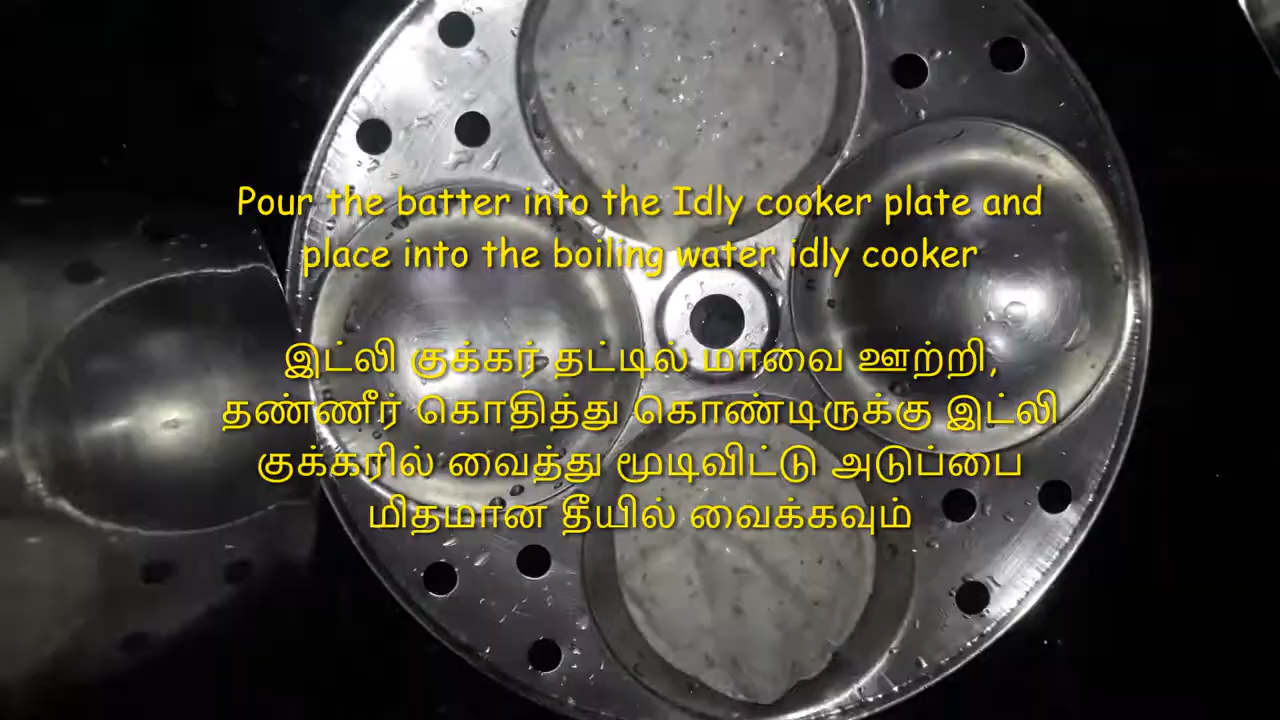 Pour the batter into the Idly cooker plate and
place into the boiling water idly cooker
இட்லி குக்கர் தட்டில் மாவை ஊற்றி,
தண்ணீர் கொதித்து கொண்டிருக்கு இட்லி
குக்கரில் வைத்து மூடிவிட்டு அடுப்பை
மிதமான தீயில் வைக்கவும்